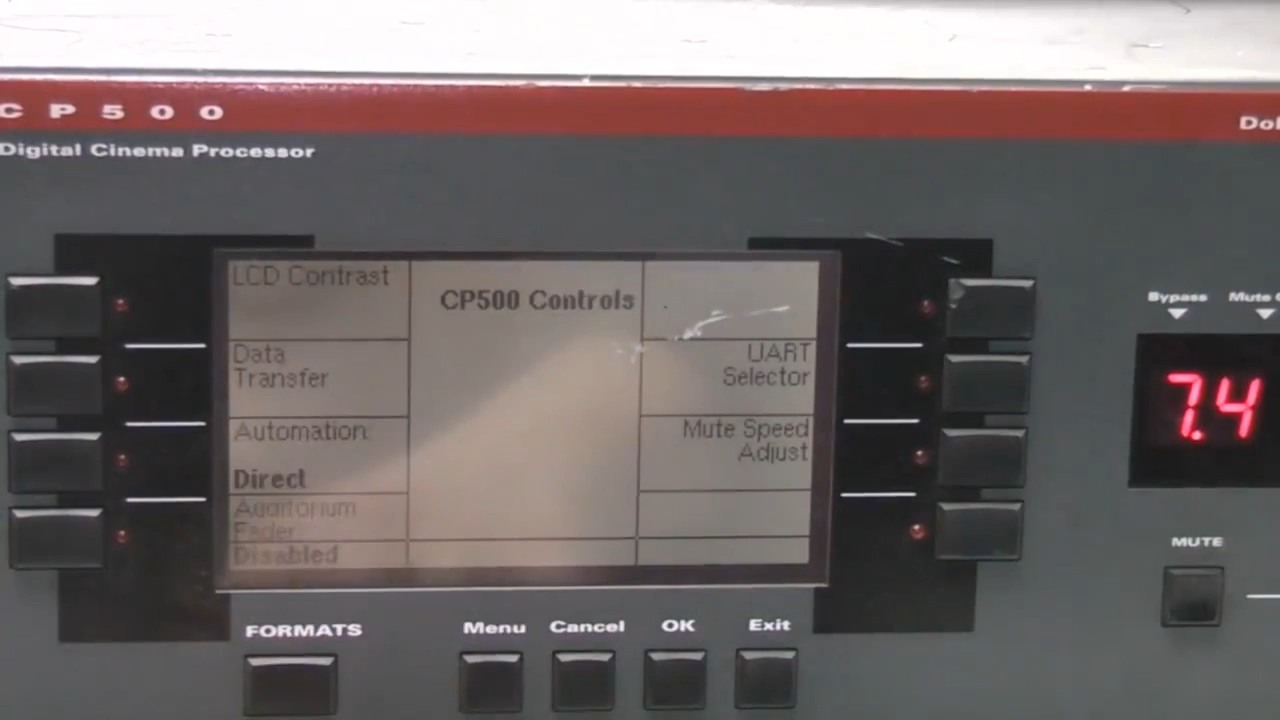 CP500
Digital Cinema Processor
LCD Contrast
CP500 Controls
Data
Transfer
UART
Selector
Automation:
Direct
Mute Speed
Adjust
Auditorium
Fader:
Disabled
Bypass
Mute
7.4
MUTE
FORMATS
Menu
Cancel
OK
Exit